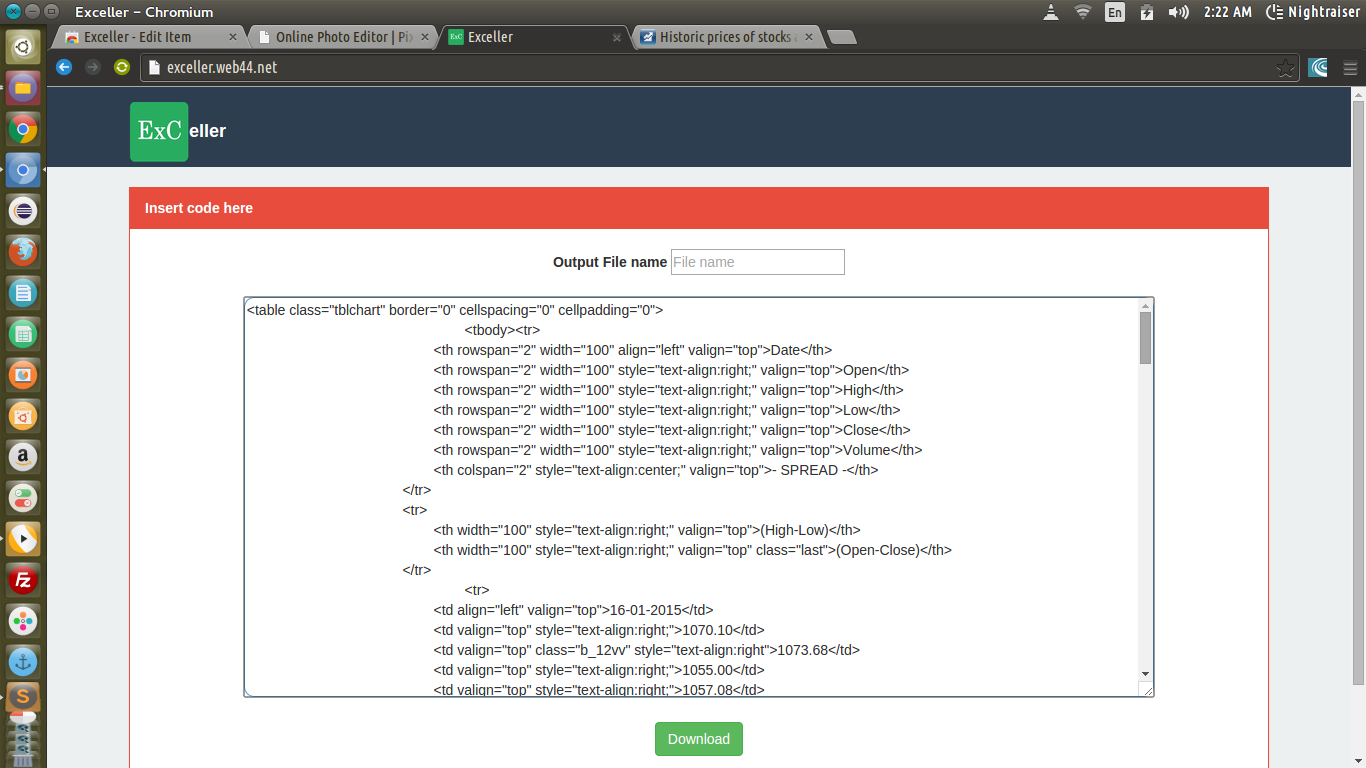 Exceller – Chromium
En
2:22 AM
Nightraiser
Exceller - Edit Item
Online Photo Editor | Pix
ExC
Exceller
Historic prices of stocks
exceller.web44.net
ExCeller
Insert code here
Output File name
File name
<table class="tblchart" border="0" cellspacing="0" cellpadding="0">
<tbody><tr>
<th rowspan="2" width="100" align="left" valign="top">Date</th>
<th rowspan="2" width="100" style="text-align:right;" valign="top">Open</th>
<th rowspan="2" width="100" style="text-align:right;" valign="top">High</th>
<th rowspan="2" width="100" style="text-align:right;" valign="top">Low</th>
<th rowspan="2" width="100" style="text-align:right;" valign="top">Close</th>
<th rowspan="2" width="100" style="text-align:right;" valign="top">Volume</th>
<th colspan="2" style="text-align:center;" valign="top">- SPREAD -</th>
</tr>
<tr>
<th width="100" style="text-align:right;" valign="top">(High-Low)</th>
<th width="100" style="text-align:right;" valign="top" class="last">(Open-Close)</th>
</tr>
<tr>
<td align="left" valign="top">16-01-2015</td>
<td valign="top" style="text-align:right;">1070.10</td>
<td valign="top" class="b_12vv" style="text-align:right">1073.68</td>
<td valign="top" style="text-align:right;">1055.00</td>
<td valign="top" style="text-align:right;">1057.08</td>
Download